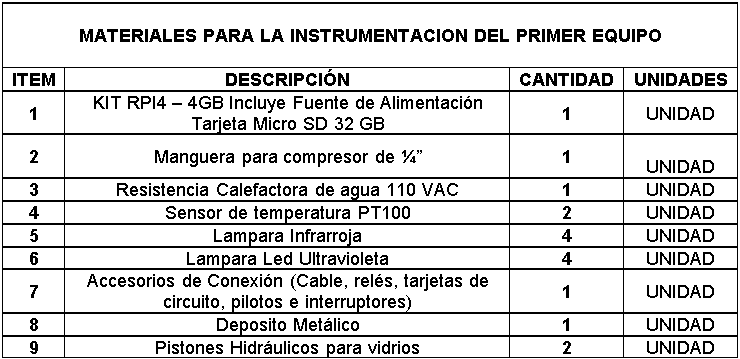 MATERIALES PARA LA INSTRUMENTACION DEL PRIMER EQUIPO
ITEM DESCRIPCIÓN CANTIDAD UNIDADES
1 KIT RPI4 – 4GB Incluye Fuente de Alimentación
Tarjeta Micro SD 32 GB 1 UNIDAD
2 Manguera para compresor de ¼” 1 UNIDAD
3 Resistencia Calefactora de agua 110 VAC 1 UNIDAD
4 Sensor de temperatura PT100 2 UNIDAD
5 Lampara Infrarroja 4 UNIDAD
6 Lampara Led Ultravioleta 4 UNIDAD
7 Accesorios de Conexión (Cable, relés, tarjetas de
circuito, pilotos e interruptores) 1 UNIDAD
8 Deposito Metálico 1 UNIDAD
9 Pistones Hidráulicos para vidrios 2 UNIDAD